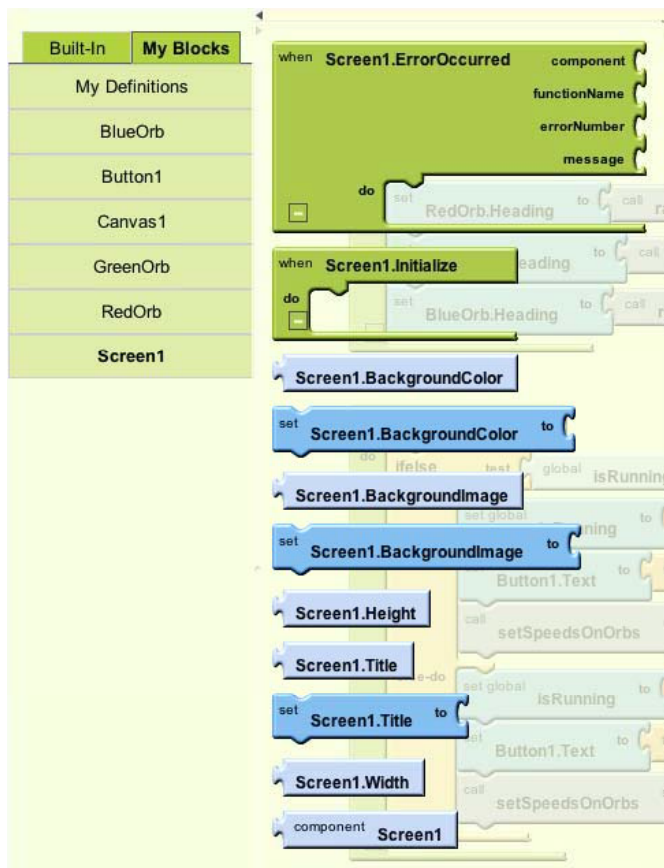 Built-In
My Blocks
My Definitions
BlueOrb
Button1
Canvas1
GreenOrb
RedOrb
Screen1
when Screen1.ErrorOccurred component
functionName
errorNumber
message
do
set RedOrb.Heading to call
when Screen1.Initialize
eading to call
do
set BlueOrb.Heading to call
Screen1.BackgroundColor
set Screen1.BackgroundColor to
do ifelse test global isRunning
Screen1.BackgroundImage
set global ning to
set Screen1.BackgroundImage to
Button1.Text to
Screen1.Height
call setSpeedsOnOrbs
Screen1.Title
e-do
set global isRunning to
set Screen1.Title to
set Button1.Text to
Screen1.Width
call setSpeedsOnOrbs
component Screen1